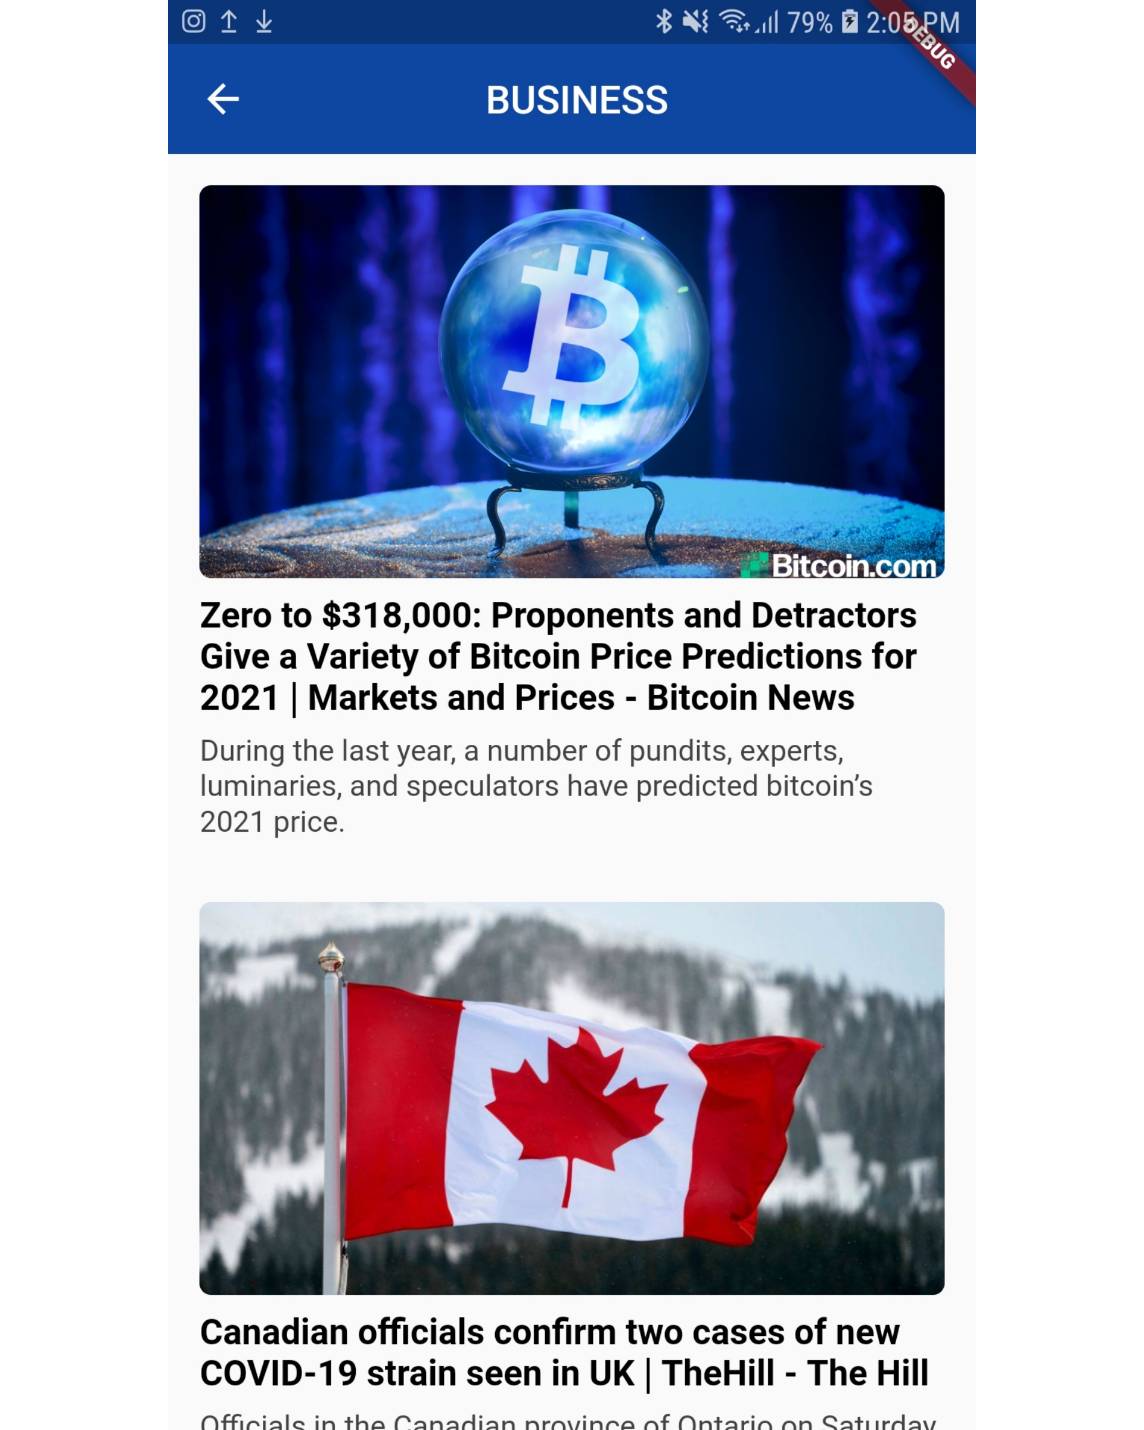 79% 2:05 PM
DEBUG
BUSINESS
Bitcoin.com
Zero to $318,000: Proponents and Detractors
Give a Variety of Bitcoin Price Predictions for
2021 | Markets and Prices - Bitcoin News
During the last year, a number of pundits, experts,
luminaries, and speculators have predicted bitcoin’s
2021 price.
Canadian officials confirm two cases of new
COVID-19 strain seen in UK | TheHill - The Hill
Officials in the Canadian province of Ontario on Saturday